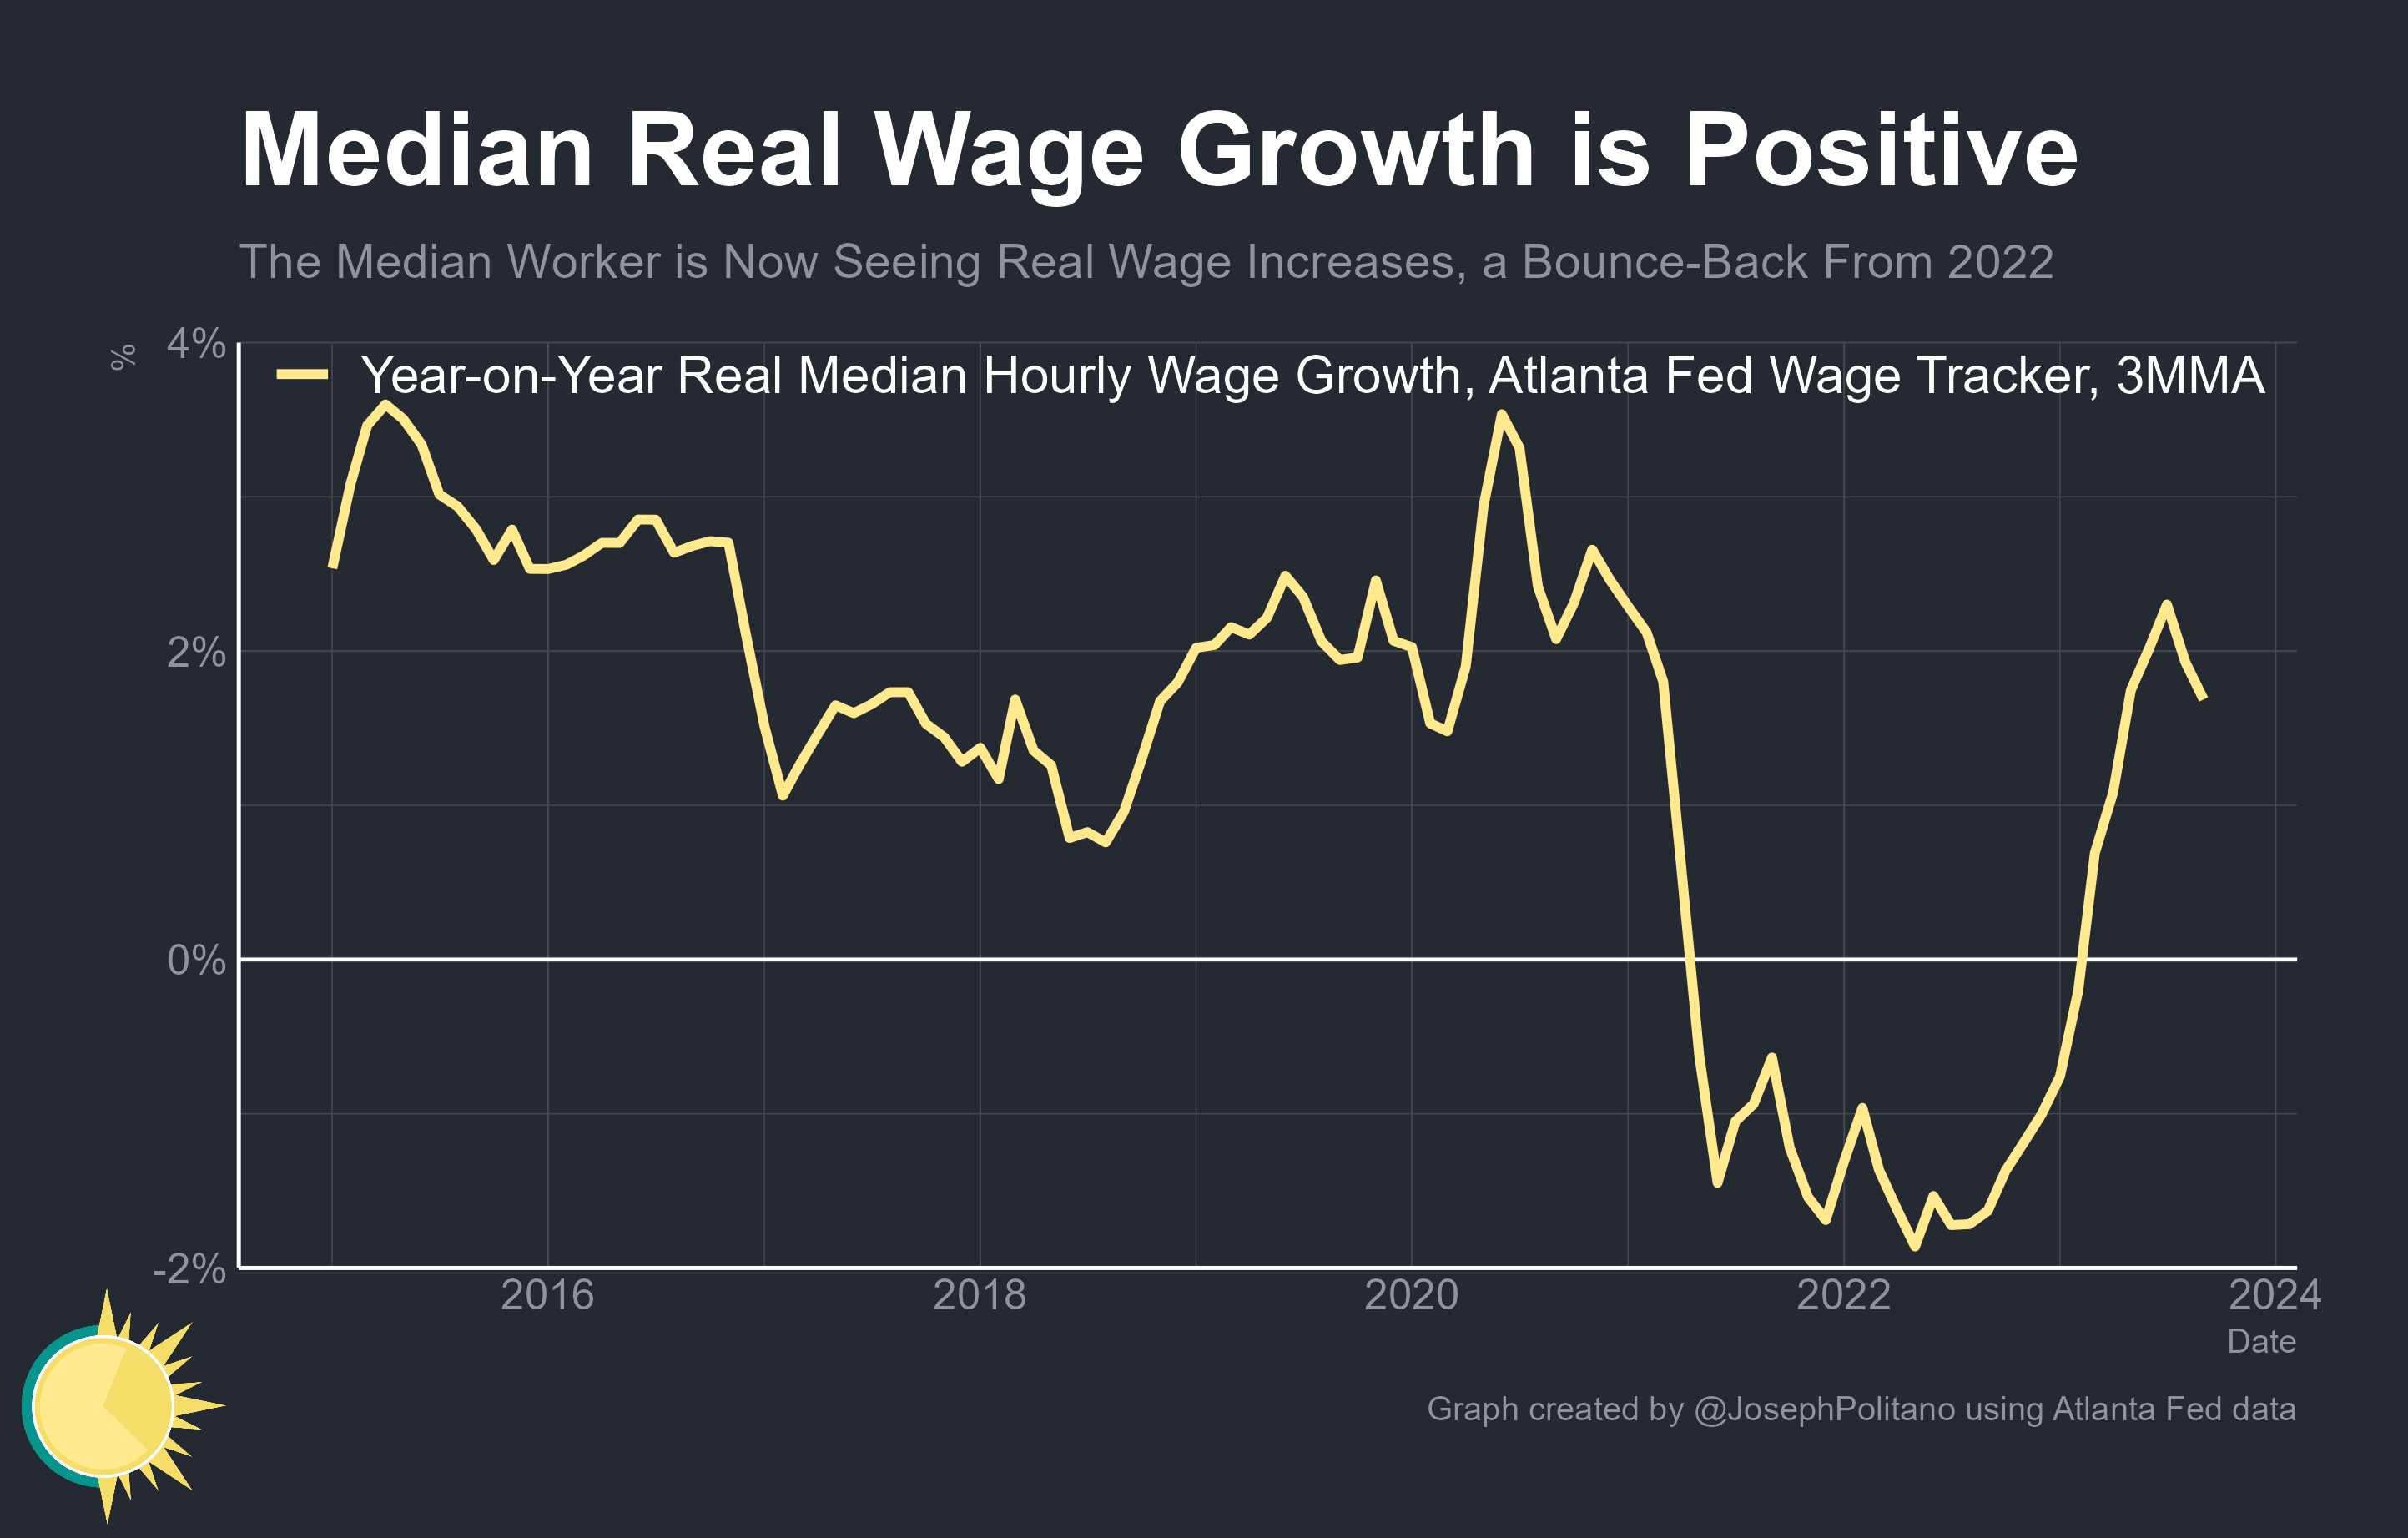 Median Real Wage Growth is Positive
The Median Worker is Now Seeing Real Wage Increases, a Bounce-Back From 2022
%
4%
Year-on-Year Real Median Hourly Wage Growth, Atlanta Fed Wage Tracker, 3MMA
2%
0%
-2%
2016 2018 2020 2022 2024
Date
Graph created by @JosephPolitano using Atlanta Fed data